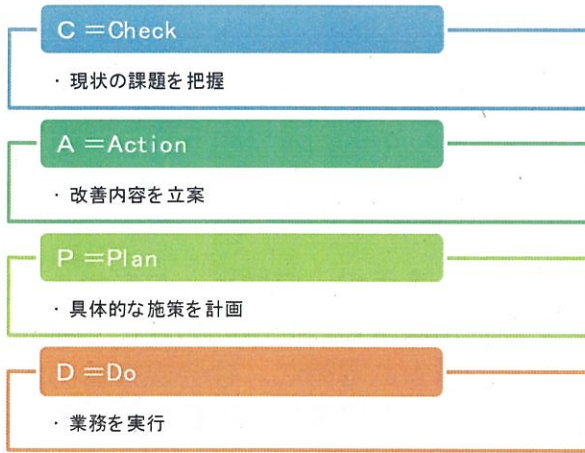 C =Check
・現状の課題を把握
A =Action
・改善内容を立案
P =Plan
・具体的な施策を計画
D =Do
・業務を実行